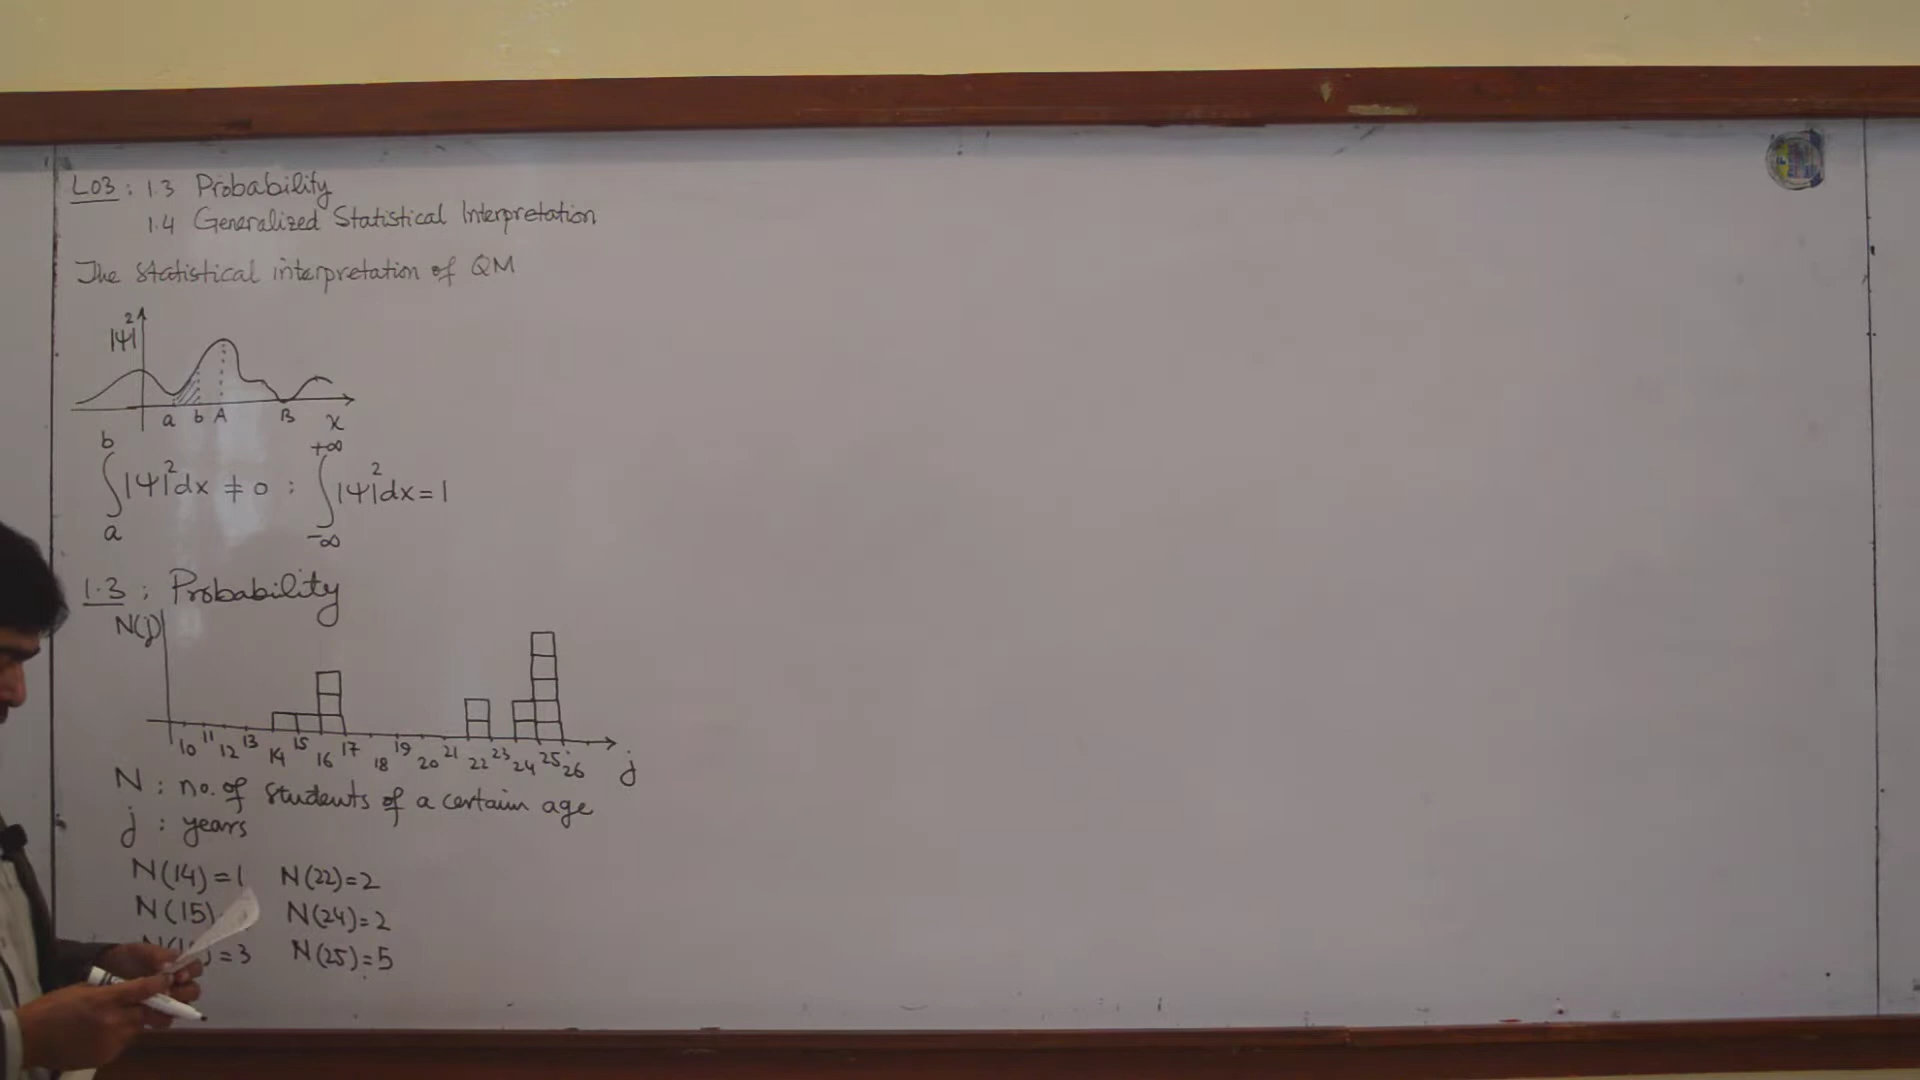 L03: 1.3 Probability
1.4 Generalized Statistical Interpretation
The Statistical interpretation of QM
|Ψ|²
a b A B x
∫ₐᵇ |Ψ|²dx ≠ 0 : ∫₋∞⁺∞ |Ψ|²dx = 1
1.3 : Probability
N(j)
10 11 12 13 14 15 16 17 18 19 20 21 22 23 24 25 26 j
N : no. of students of a certain age
j : years
N(14)=1 N(22)=2
N(15) N(24)=2
=3 N(25)=5